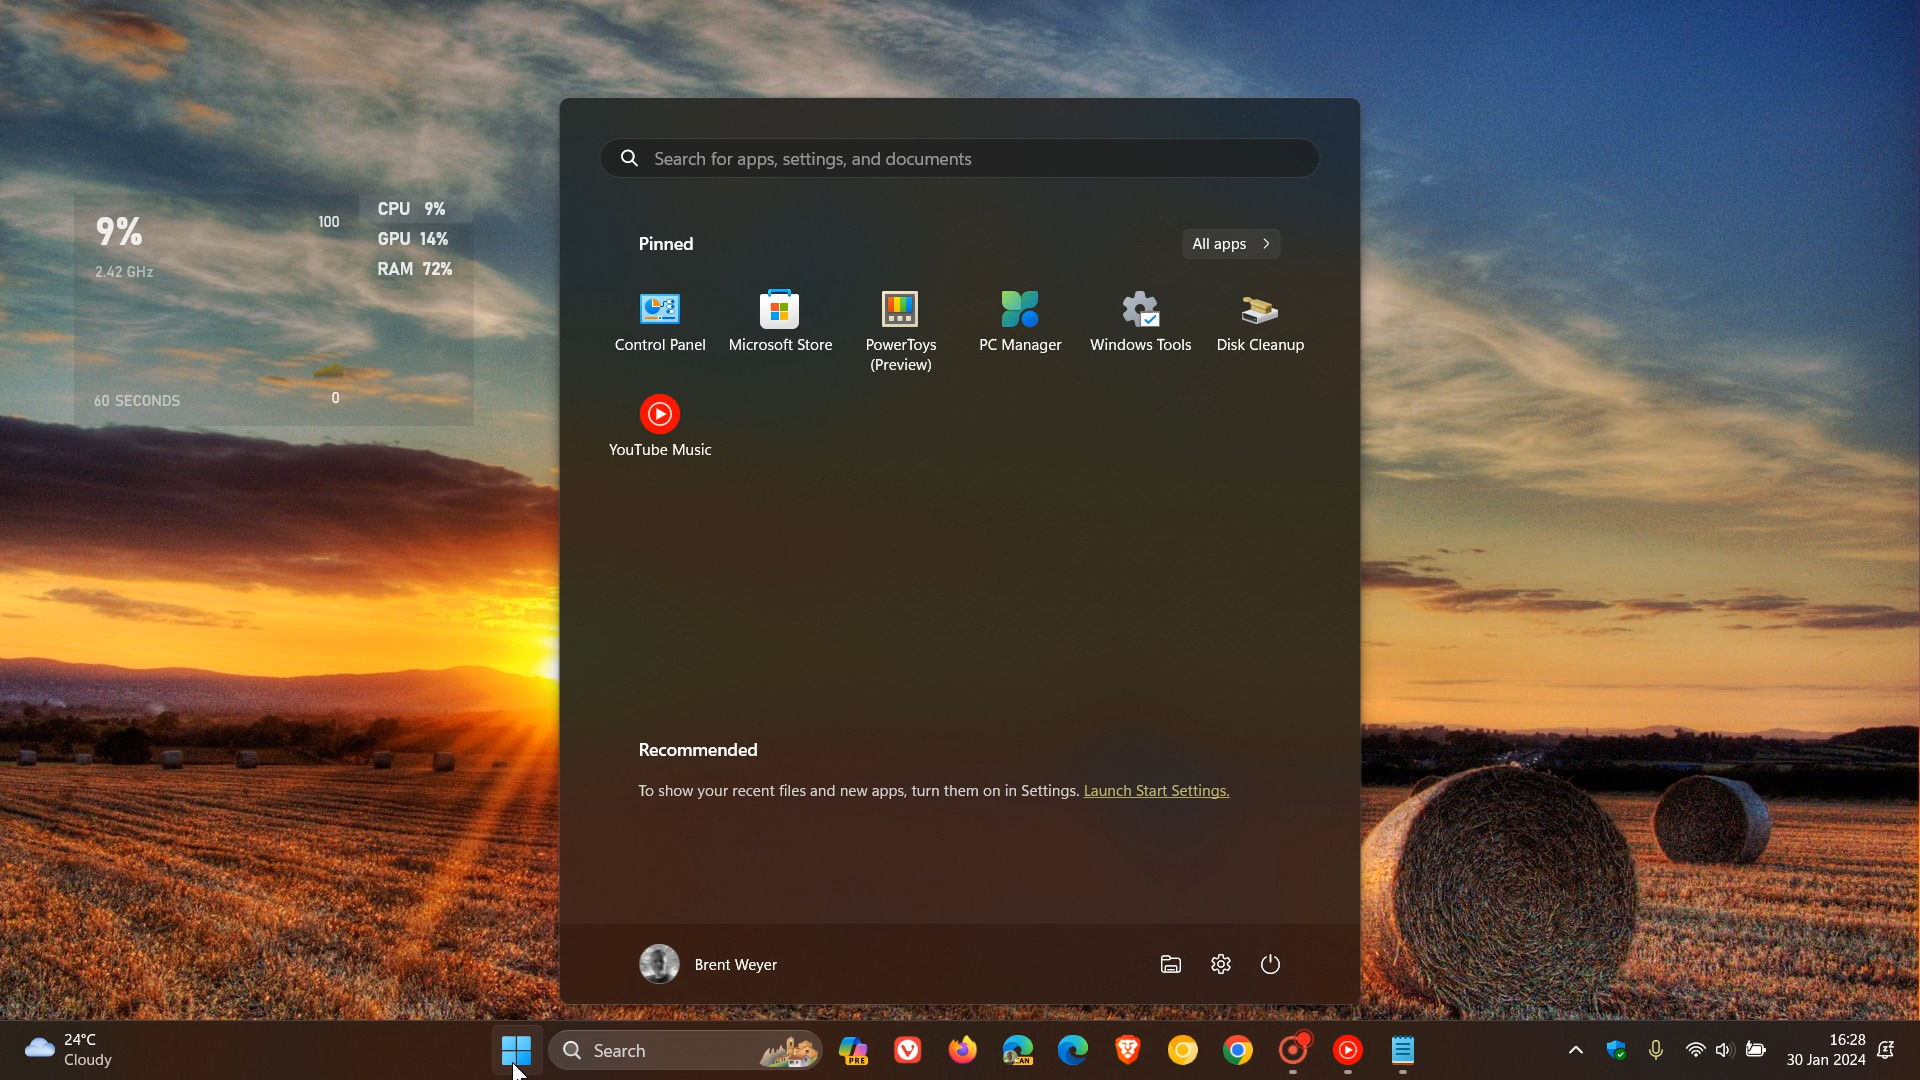 Search for apps, settings, and documents
9%
2.42 GHz
100
60 SECONDS
0
CPU 9%
GPU 14%
RAM 72%
Pinned
All apps
Control Panel
Microsoft Store
PowerToys
(Preview)
PC Manager
Windows Tools
Disk Cleanup
YouTube Music
Recommended
To show your recent files and new apps, turn them on in Settings. Launch Start Settings.
Brent Weyer
24°C
Cloudy
Search
PRE
CAN
16:28
30 Jan 2024